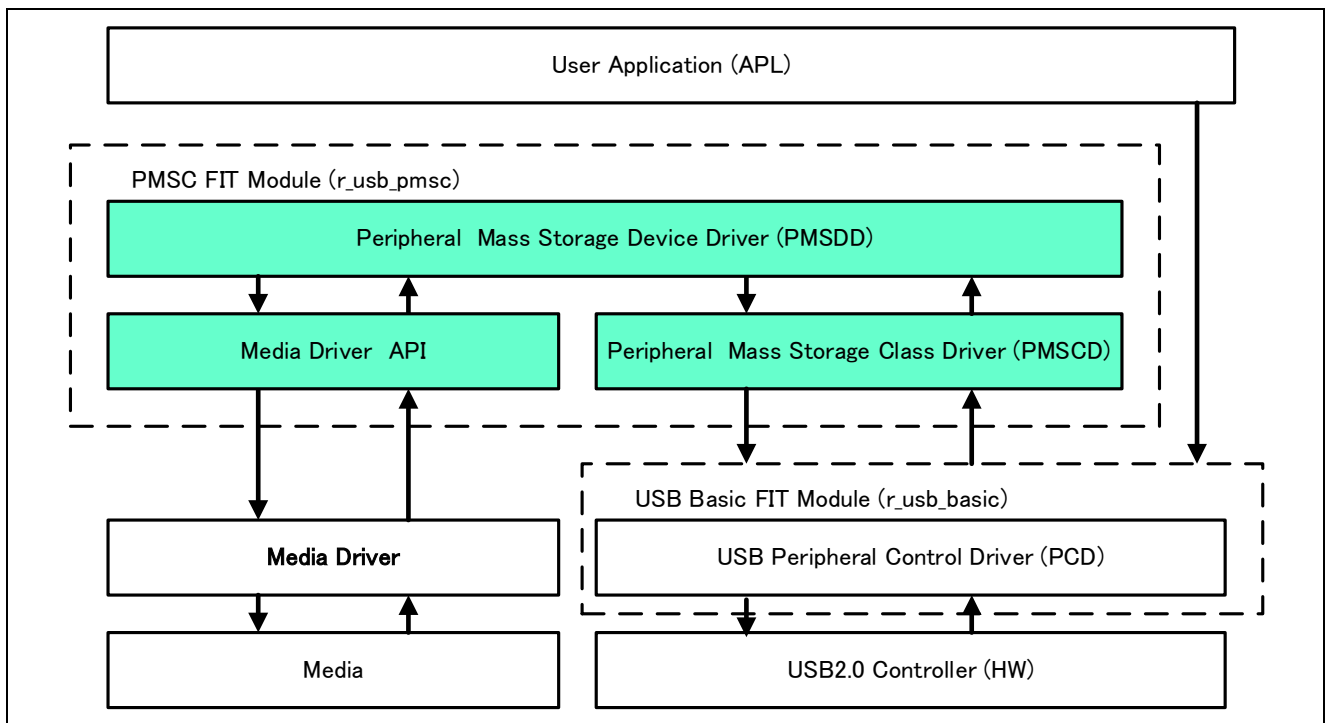 User Application (APL)
PMSC FIT Module (r_usb_pmsc)
Peripheral Mass Storage Device Driver (PMSDD)
Media Driver API
Peripheral Mass Storage Class Driver (PMSCD)
USB Basic FIT Module (r_usb_basic)
Media Driver
USB Peripheral Control Driver (PCD)
Media
USB2.0 Controller (HW)